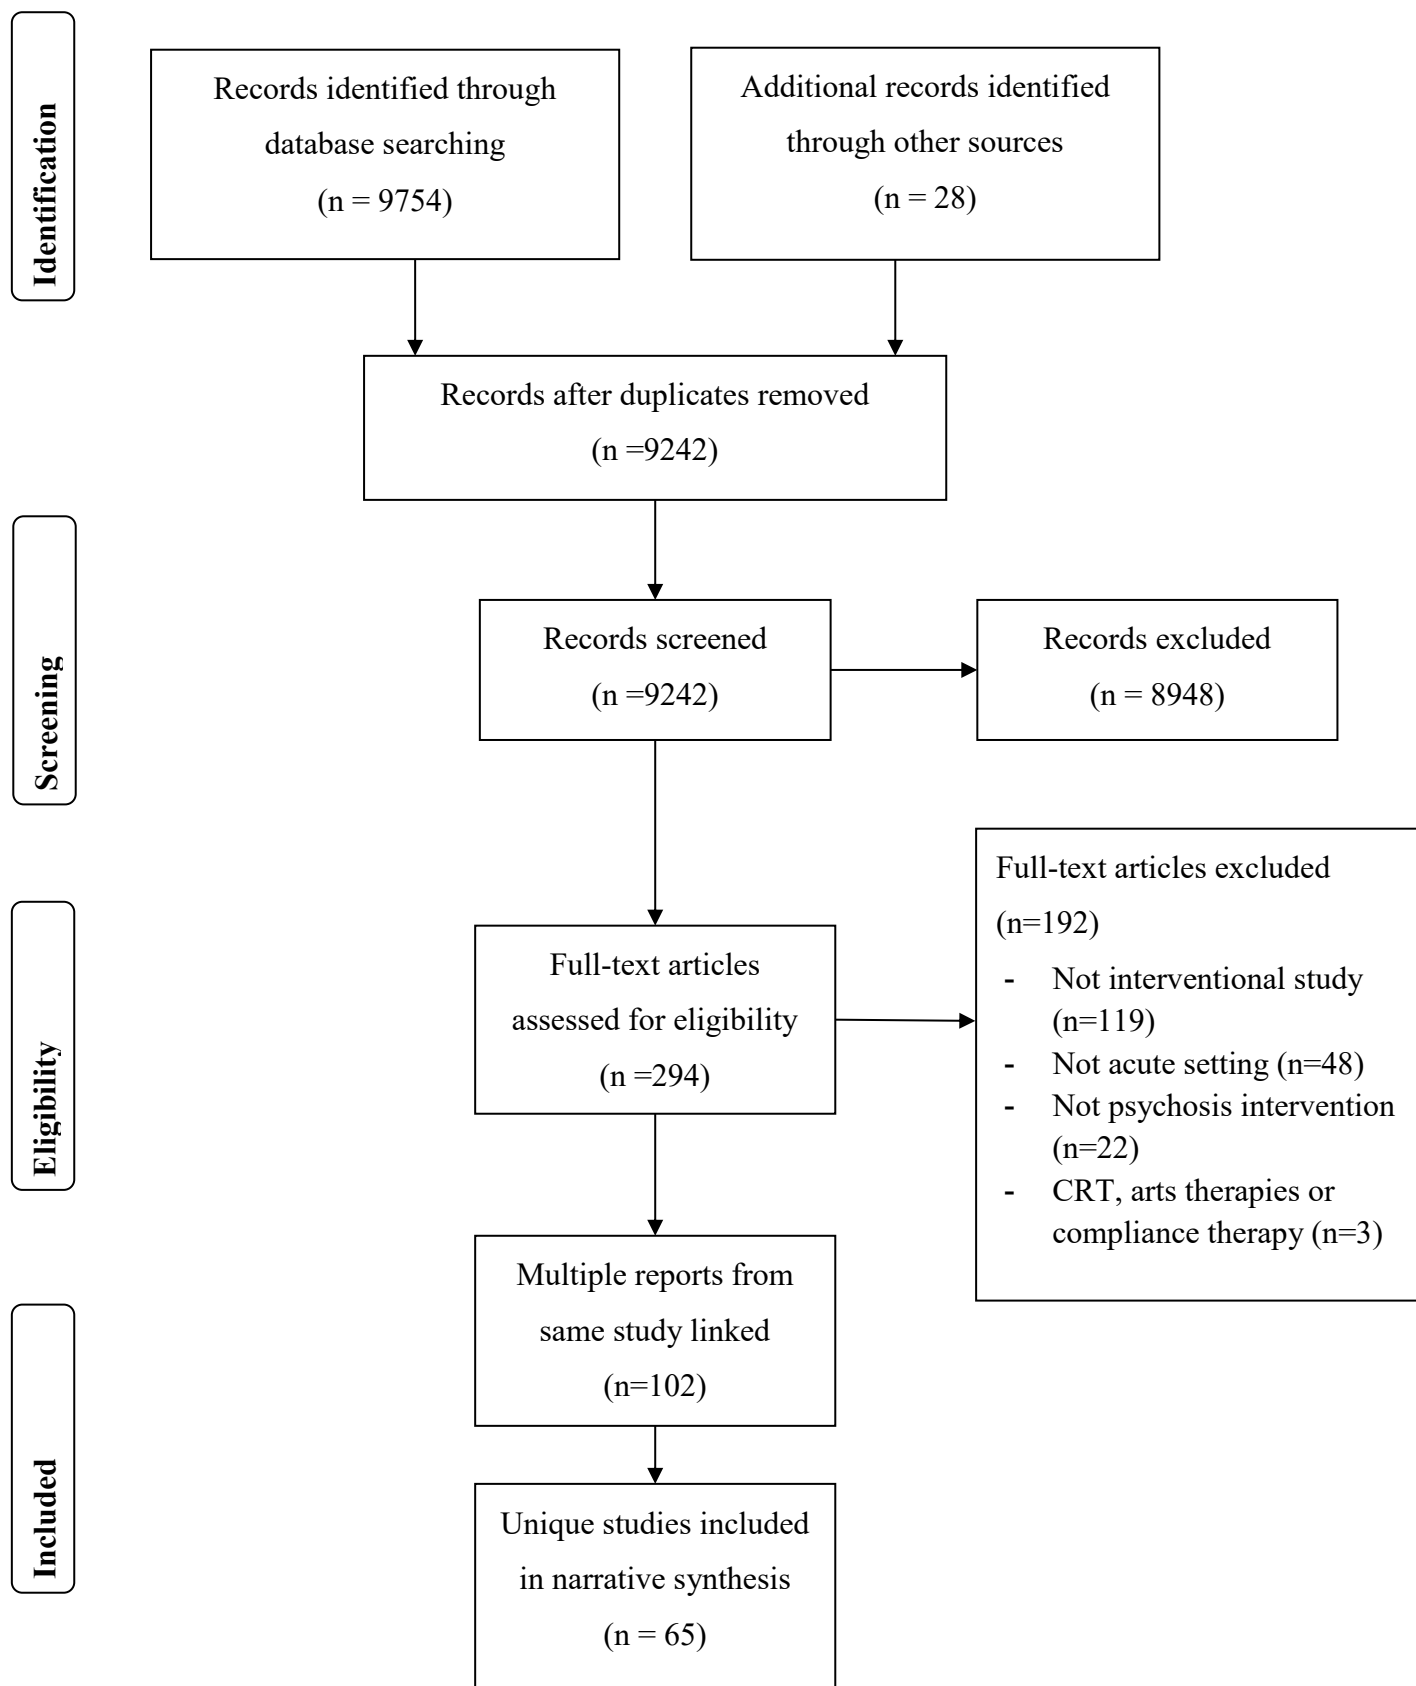 Identification
Records identified through
database searching
(n = 9754)
Additional records identified
through other sources
(n = 28)
Records after duplicates removed
(n =9242)
Screening
Records screened
(n =9242)
Records excluded
(n = 8948)
Eligibility
Full-text articles
assessed for eligibility
(n =294)
Full-text articles excluded
(n=192)
- Not interventional study
(n=119)
- Not acute setting (n=48)
- Not psychosis intervention
(n=22)
- CRT, arts therapies or
compliance therapy (n=3)
Multiple reports from
same study linked
(n=102)
Included
Unique studies included
in narrative synthesis
(n = 65)